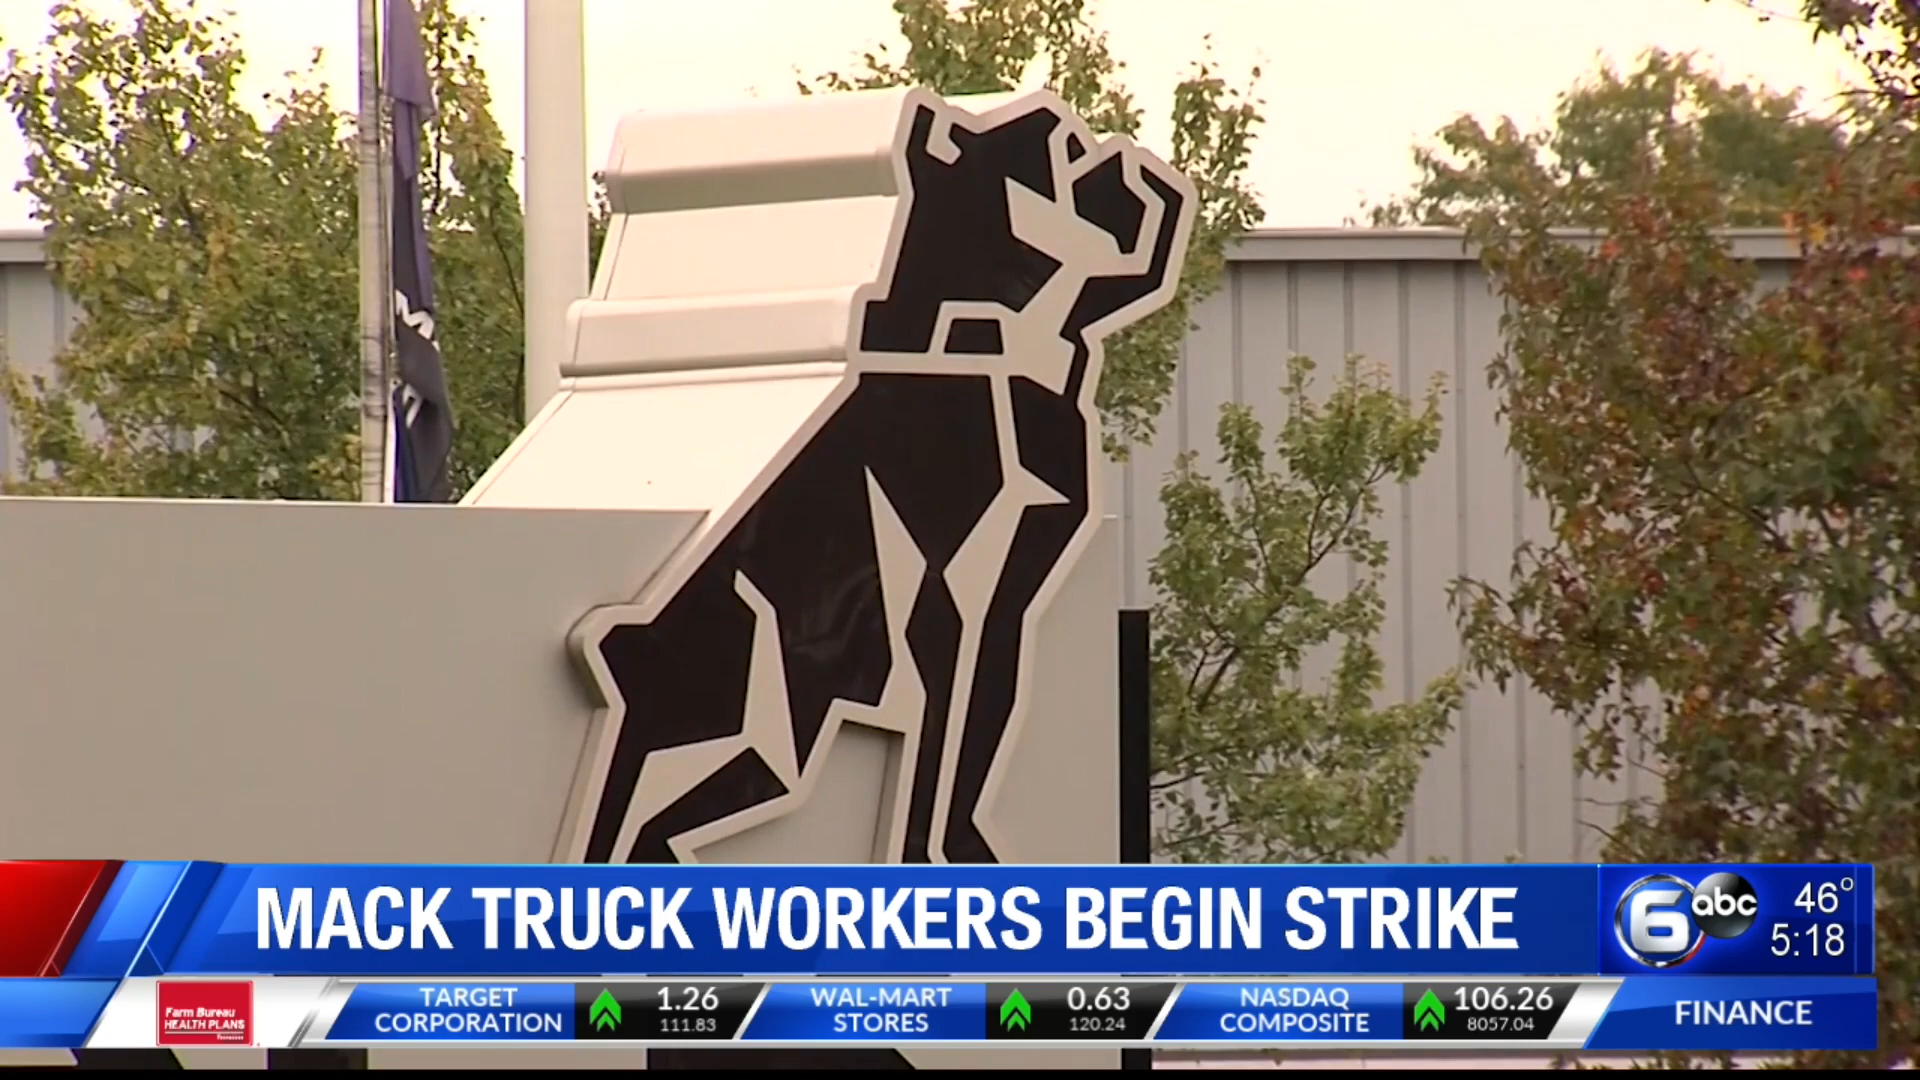 M
MACK TRUCK WORKERS BEGIN STRIKE
6
abc
46°
5:18
Farm Bureau
HEALTH PLANS
Tennessee
TARGET
CORPORATION
1.26
111.83
WAL-MART
STORES
0.63
120.24
NASDAQ
COMPOSITE
106.26
8057.04
FINANCE